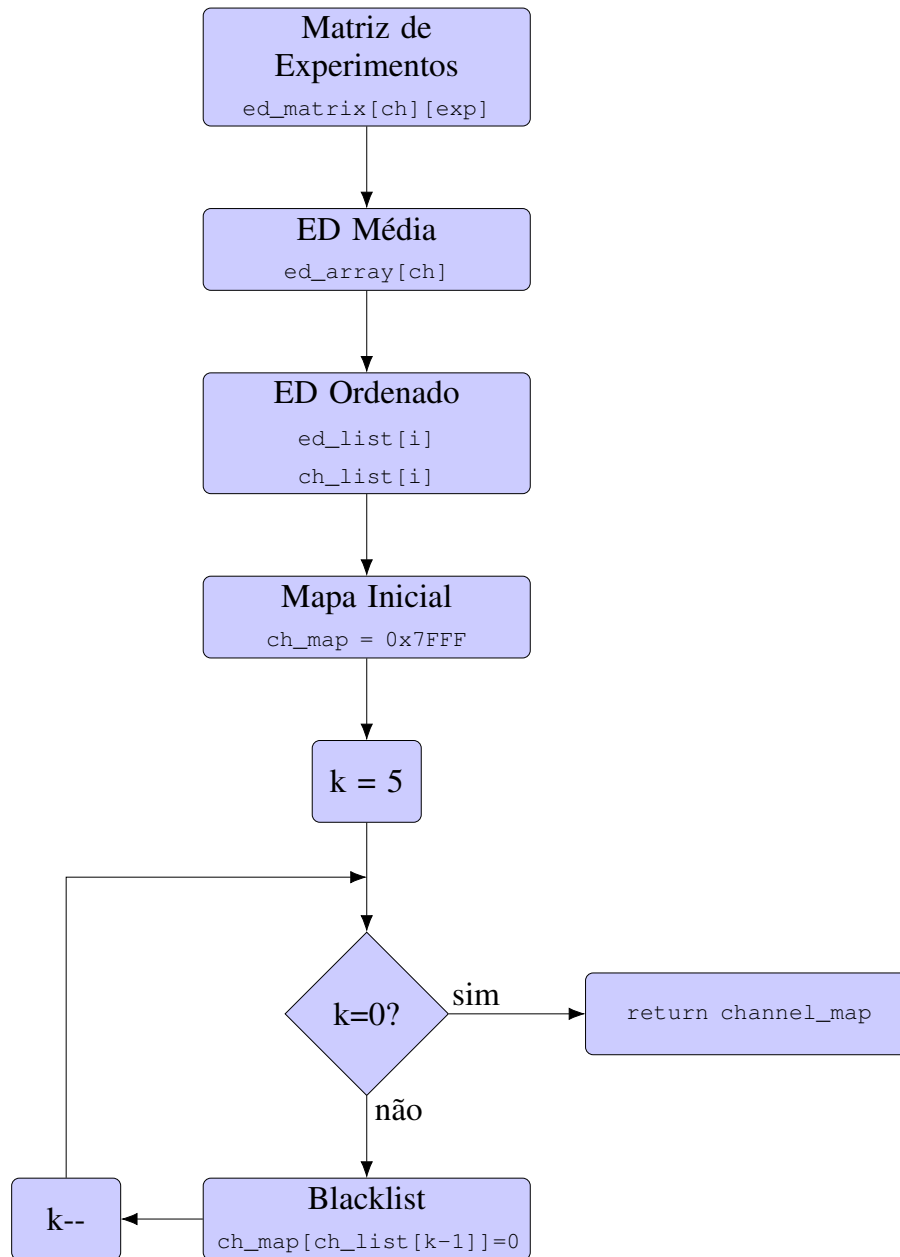 Matriz de
Experimentos
ed_matrix[ch][exp]
ED Média
ed_array[ch]
ED Ordenado
ed_list[i]
ch_list[i]
Mapa Inicial
ch_map = 0x7FFF
k = 5
k=0?
sim
return channel_map
não
Blacklist
ch_map[ch_list[k-1]]=0
k--